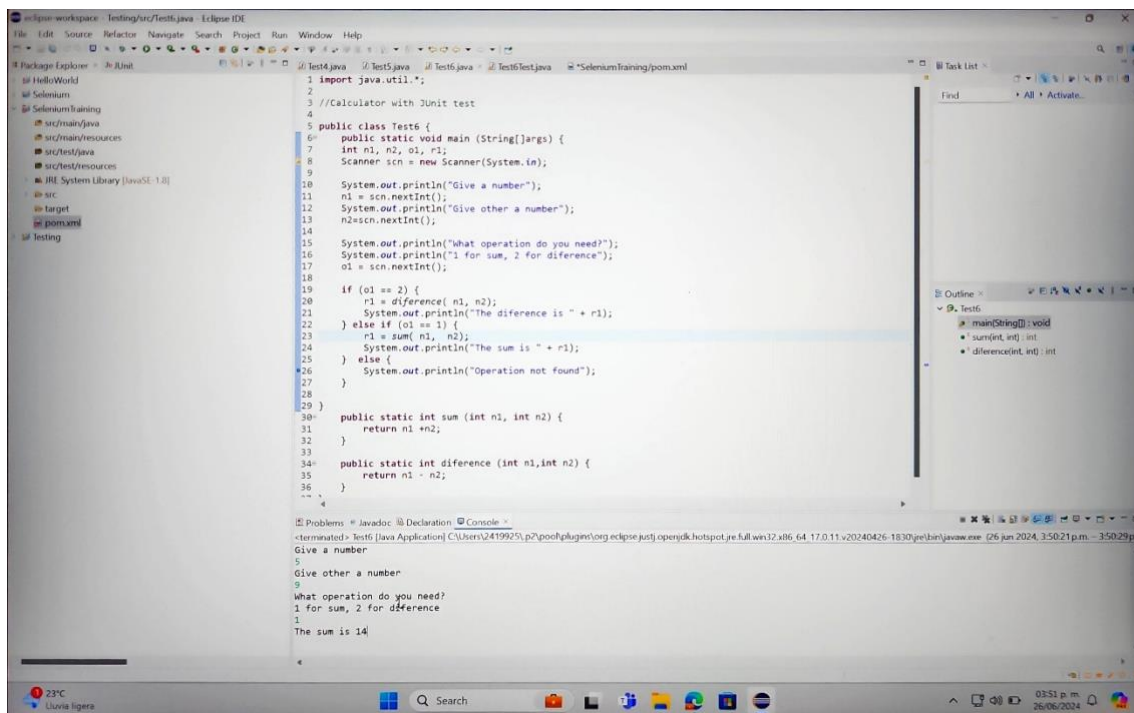 eclipse-workspace - Testing/src/Test6.java - Eclipse IDE
File Edit Source Refactor Navigate Search Project Run Window Help
Package Explorer JUnit
HelloWorld
Selenium
SeleniumTraining
src/main/java
src/main/resources
src/test/java
src/test/resources
JRE System Library [JavaSE-1.8]
src
target
pom.xml
Testing
Test4.java Test5.java Test6.java Test6Test.java *SeleniumTraining/pom.xml
1 import java.util.*;
2
3 //Calculator with JUnit test
4
5 public class Test6 {
6 public static void main (String[]args) {
7 int n1, n2, o1, r1;
8 Scanner scn = new Scanner(System.in);
9
10 System.out.println("Give a number");
11 n1 = scn.nextInt();
12 System.out.println("Give other a number");
13 n2=scn.nextInt();
14
15 System.out.println("What operation do you need?");
16 System.out.println("1 for sum, 2 for diference");
17 o1 = scn.nextInt();
18
19 if (o1 == 2) {
20 r1 = diference( n1, n2);
21 System.out.println("The diference is " + r1);
22 } else if (o1 == 1) {
23 r1 = sum( n1, n2);
24 System.out.println("The sum is " + r1);
25 } else {
26 System.out.println("Operation not found");
27 }
28
29 }
30 public static int sum (int n1, int n2) {
31 return n1 +n2;
32 }
33
34 public static int diference (int n1,int n2) {
35 return n1 - n2;
36 }
Task List
Find All Activate...
Outline
Test6
main(String[]) : void
sum(int, int) : int
diference(int, int) : int
Problems Javadoc Declaration Console
<terminated> Test6 [Java Application] C:\Users\2419925\.p2\pool\plugins\org.eclipse.justj.openjdk.hotspot.jre.full.win32.x86_64_17.0.11.v20240426-1830\jre\bin\javaw.exe (26 jun 2024, 3:50:21 p.m. – 3:50:29 p
Give a number
5
Give other a number
9
What operation do you need?
1 for sum, 2 for diference
1
The sum is 14
1
23°C
Lluvia ligera
Search
03:51 p. m.
26/06/2024